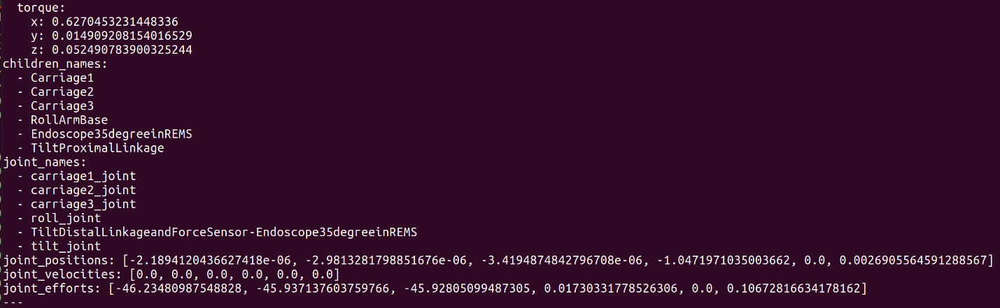 torque:
x: 0.6270453231448336
y: 0.014909208154016529
z: 0.052490783900325244
children_names:
- Carriage1
- Carriage2
- Carriage3
- RollArmBase
- Endoscope35degreeinREMS
- TiltProximalLinkage
joint_names:
- carriage1_joint
- carriage2_joint
- carriage3_joint
- roll_joint
- TiltDistalLinkageandForceSensor-Endoscope35degreeinREMS
- tilt_joint
joint_positions: [-2.1894120436627418e-06, -2.9813281798851676e-06, -3.4194874842796708e-06, -1.0471971035003662, 0.0, 0.0026905564591288567]
joint_velocities: [0.0, 0.0, 0.0, 0.0, 0.0, 0.0]
joint_efforts: [-46.23480987548828, -45.937137603759766, -45.92805099487305, 0.01730331778526306, 0.0, 0.10672816634178162]
---